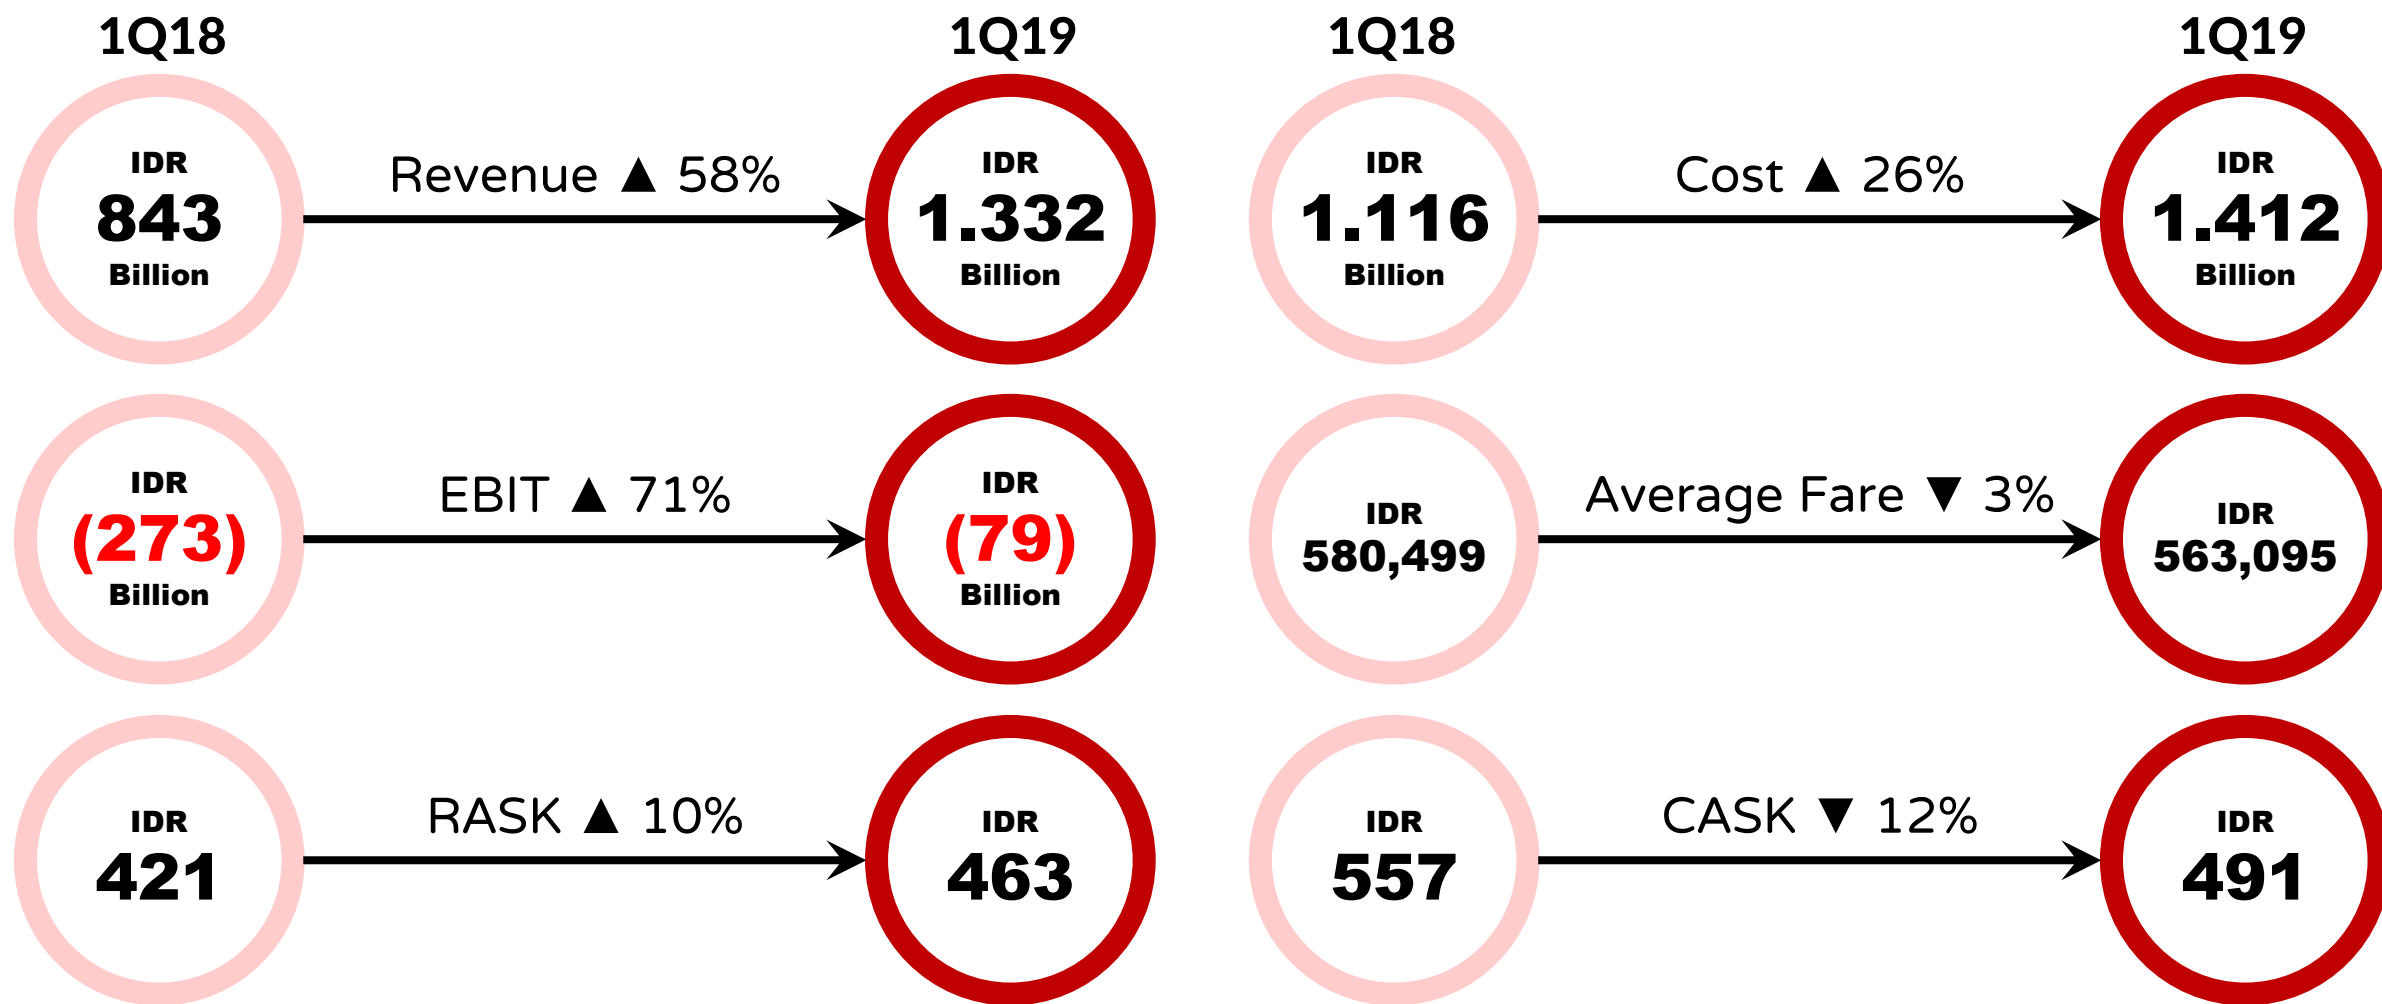 1Q18
1Q19
1Q18
1Q19
IDR
843
Billion
Revenue ▲ 58%
IDR
1.332
Billion
IDR
1.116
Billion
Cost ▲ 26%
IDR
1.412
Billion
IDR
(273)
Billion
EBIT ▲ 71%
IDR
(79)
Billion
IDR
580,499
Average Fare ▼ 3%
IDR
563,095
IDR
421
RASK ▲ 10%
IDR
463
IDR
557
CASK ▼ 12%
IDR
491